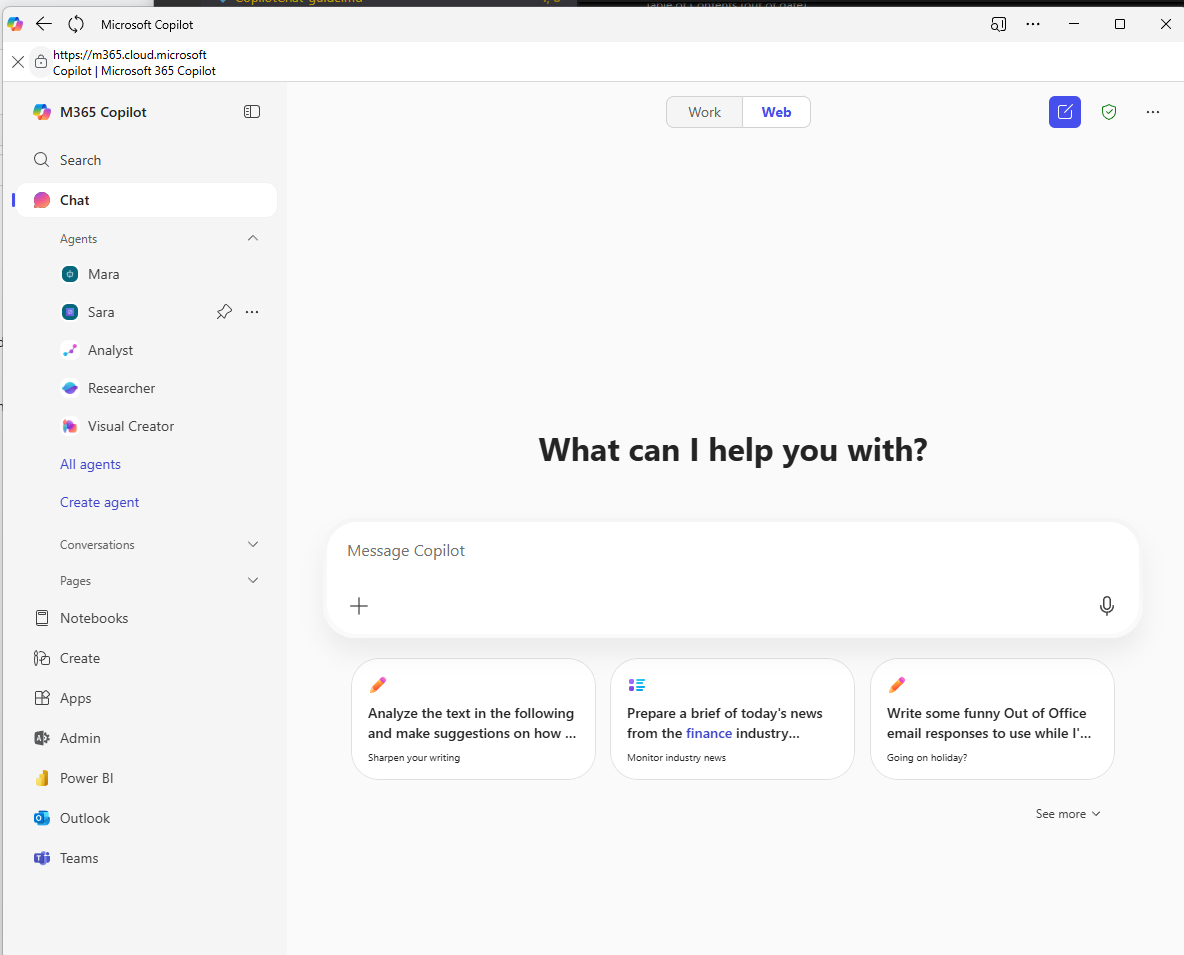 Microsoft Copilot
https://m365.cloud.microsoft
Copilot | Microsoft 365 Copilot
M365 Copilot
Search
Chat
Agents
Mara
Sara
Analyst
Researcher
Visual Creator
All agents
Create agent
Conversations
Pages
Notebooks
Create
Apps
Admin
Power BI
Outlook
Teams
Work
Web
What can I help you with?
Message Copilot
Analyze the text in the following
and make suggestions on how ...
Sharpen your writing
Prepare a brief of today's news
from the finance industry...
Monitor industry news
Write some funny Out of Office
email responses to use while I'...
Going on holiday?
See more